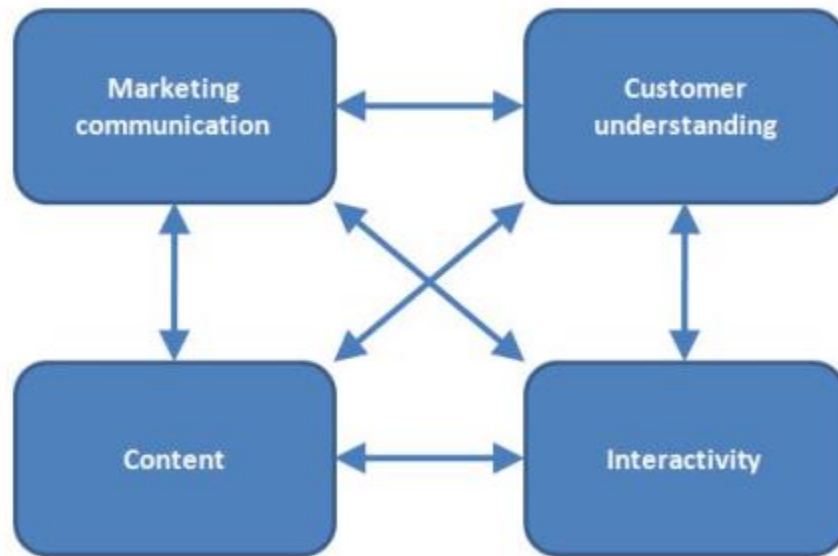 Marketing
communication
Customer
understanding
Content
Interactivity